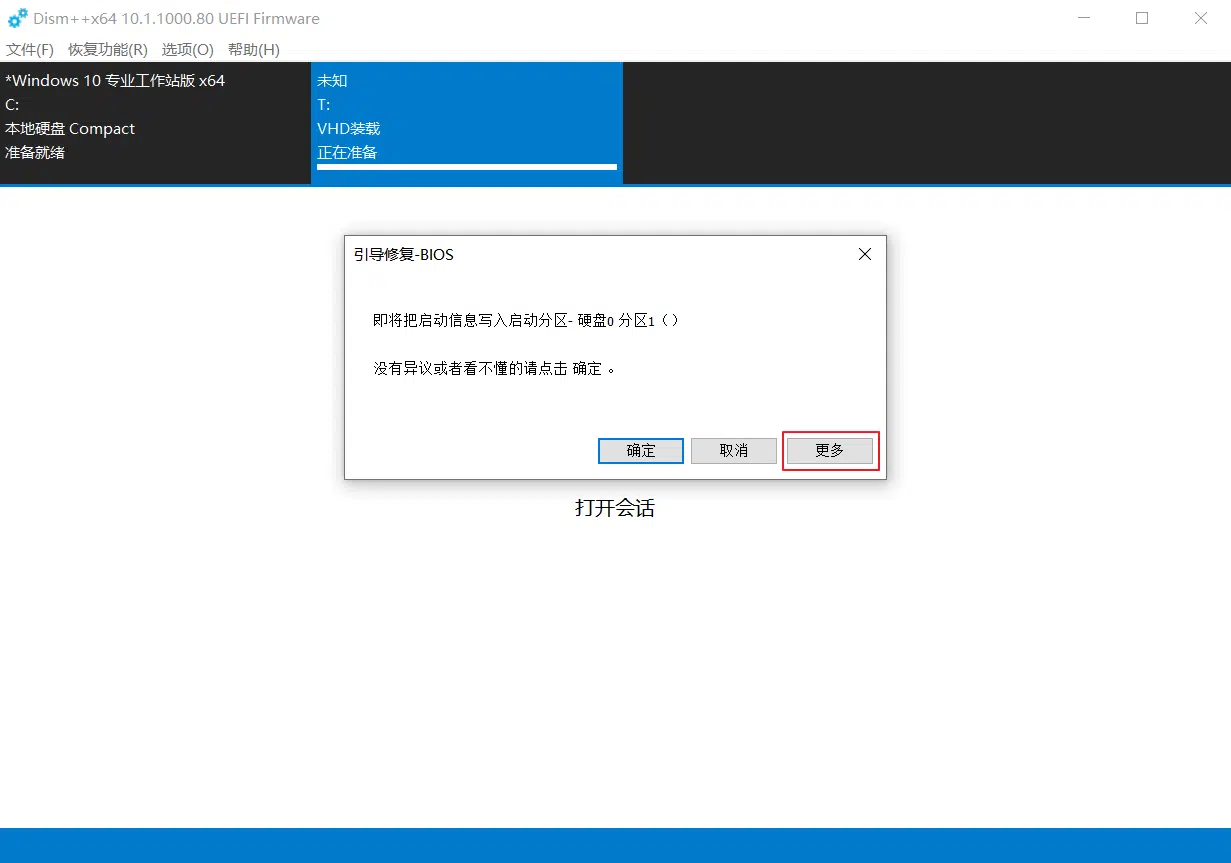 Dism++x64 10.1.1000.80 UEFI Firmware
文件(F) 恢复功能(R) 选项(O) 帮助(H)
*Windows 10 专业工作站版 x64
C:
本地硬盘 Compact
准备就绪
未知
T:
VHD装载
正在准备
引导修复-BIOS
即将把启动信息写入启动分区- 硬盘0 分区1（）
没有异议或者看不懂的请点击 确定 。
确定 取消 更多
打开会话